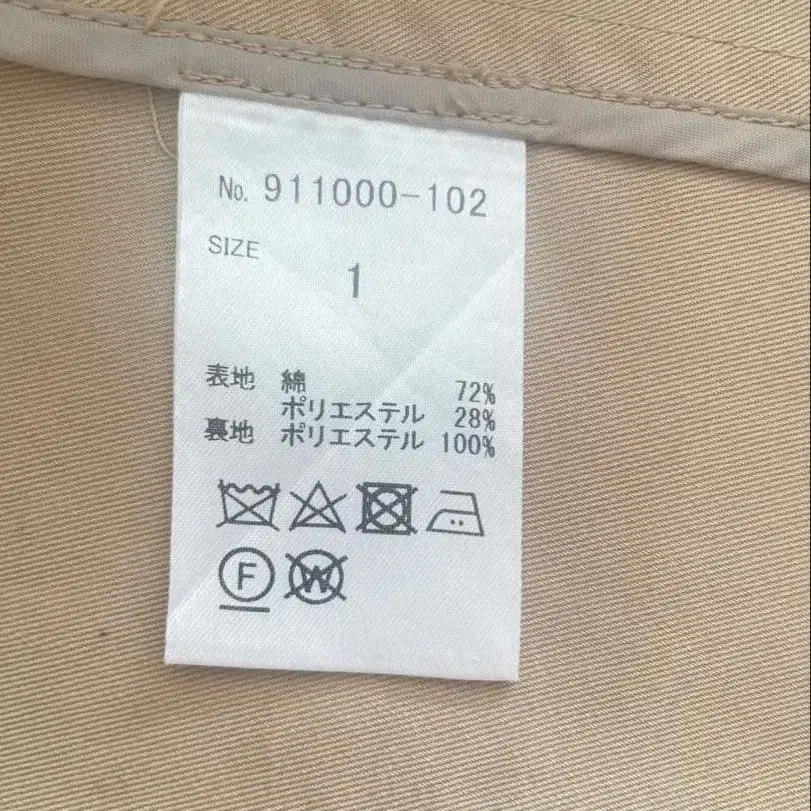 No. 911000-102
SIZE
1
表地 綿 72%
ポリエステル 28%
裏地 ポリエステル 100%
F W